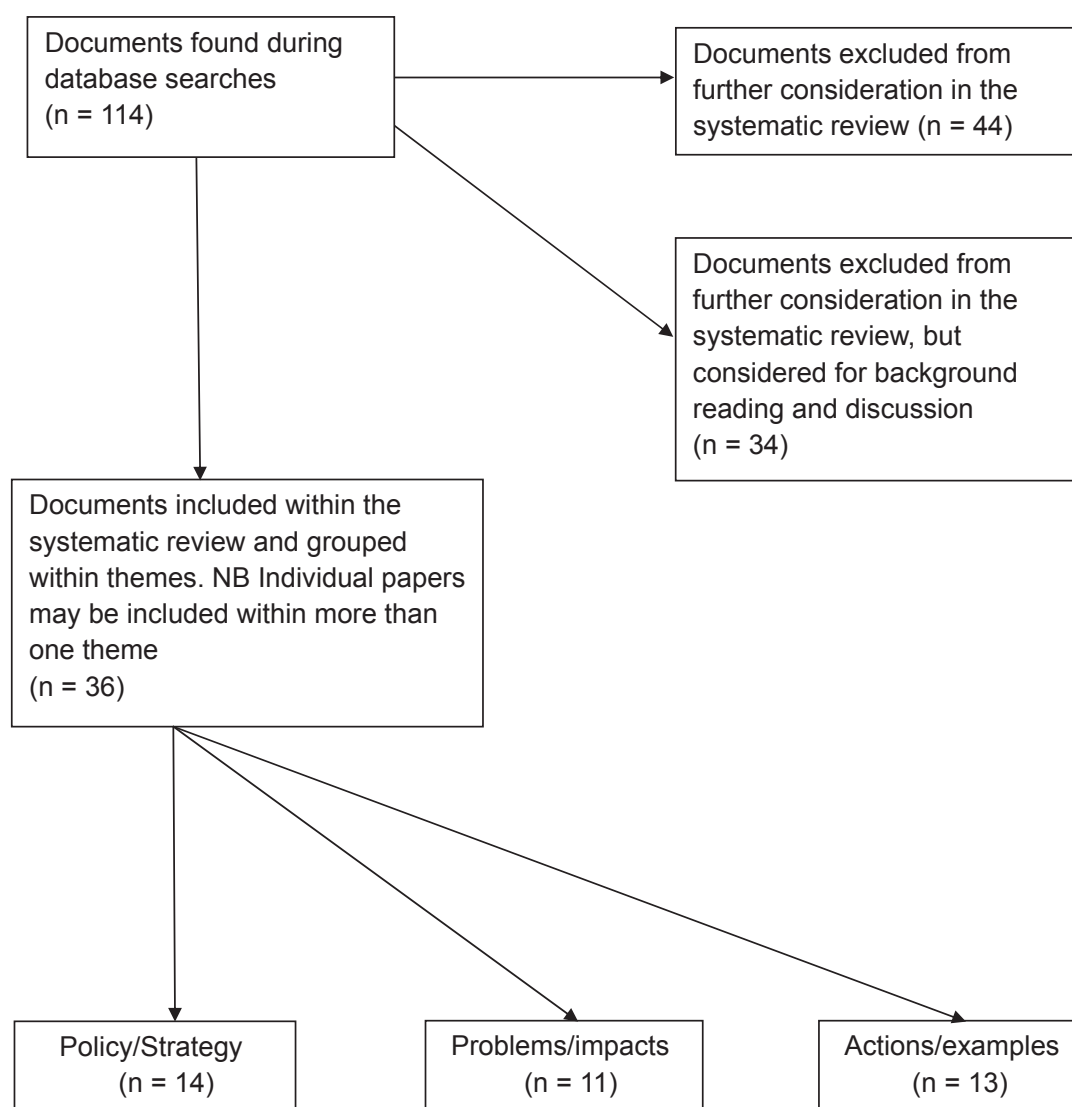 Documents found during
database searches
(n = 114)
Documents excluded from
further consideration in the
systematic review (n = 44)
Documents excluded from
further consideration in the
systematic review, but
considered for background
reading and discussion
(n = 34)
Documents included within the
systematic review and grouped
within themes. NB Individual papers
may be included within more than
one theme
(n = 36)
Policy/Strategy
(n = 14)
Problems/impacts
(n = 11)
Actions/examples
(n = 13)